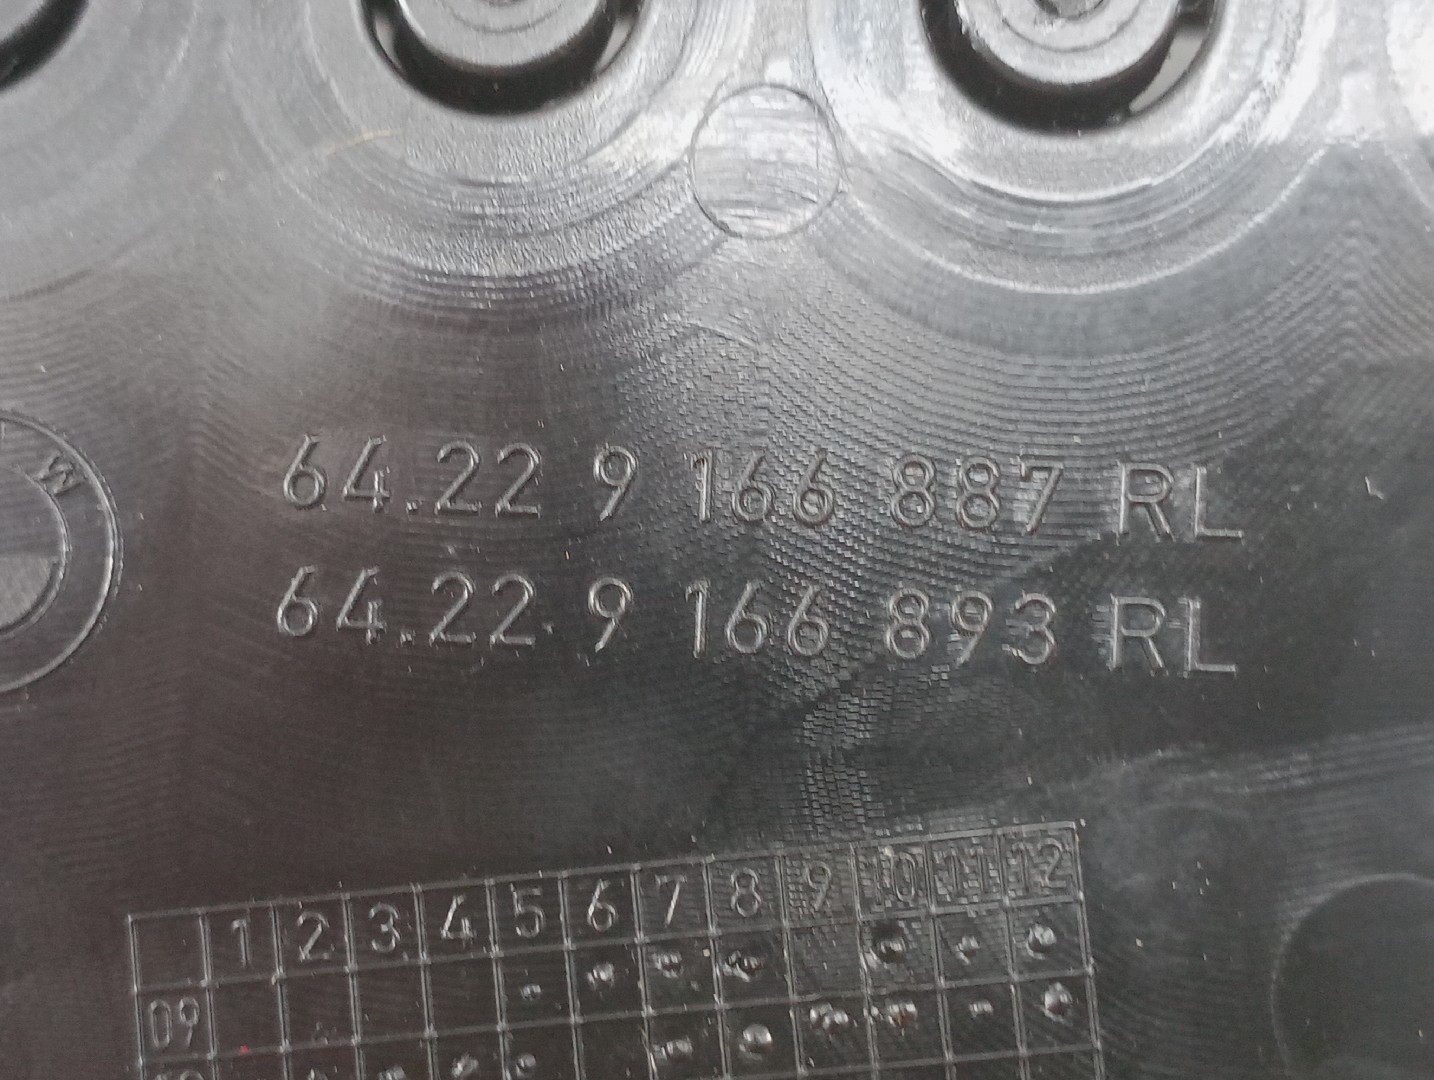 64.22 9 166 887 RL
64.22 9 166 893 RL
W
1 2 3 4 5 6 7 8 9 10 11 12
09